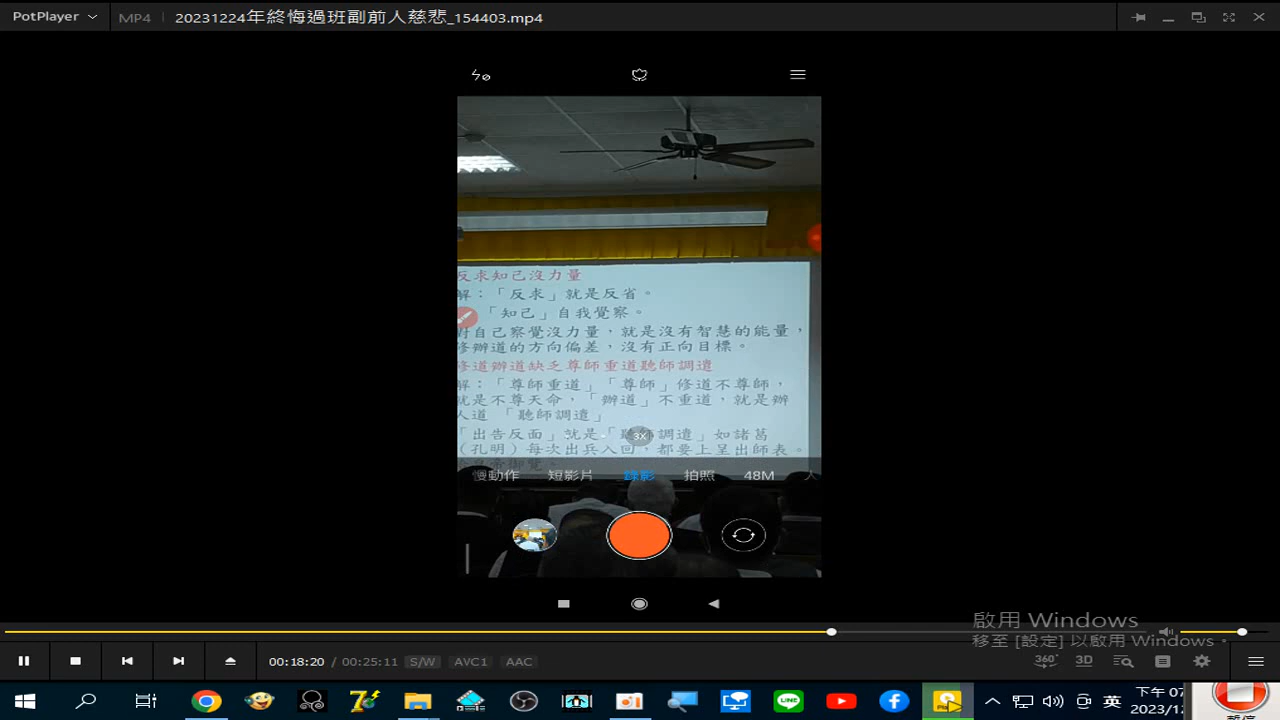 PotPlayer
MP4
20231224年終悔過班副前人慈悲_154403.mp4
反求知己沒力量
解：「反求」就是反省。
「知己」自我覺察。
對自己察覺沒力量，就是沒有智慧的能量，
修辦道的方向偏差，沒有正向目標。
修道辦道缺乏尊師重道聽師調遣
解：「尊師重道」「尊師」修道不尊師，
就是不尊天命，「辦道」不重道，就是辦
人道 「聽師調遣」
「出告反面」就是「聽師調遣」如諸葛
（孔明）每次出兵入回，都要上呈出師表。
3X
慢動作 短影片 錄影 拍照 48M 人
啟用 Windows
移至 [設定] 以啟用 Windows。
00:18:20 / 00:25:11 S/W AVC1 AAC
360° 3D
英
下午 07
2023/12
暫停